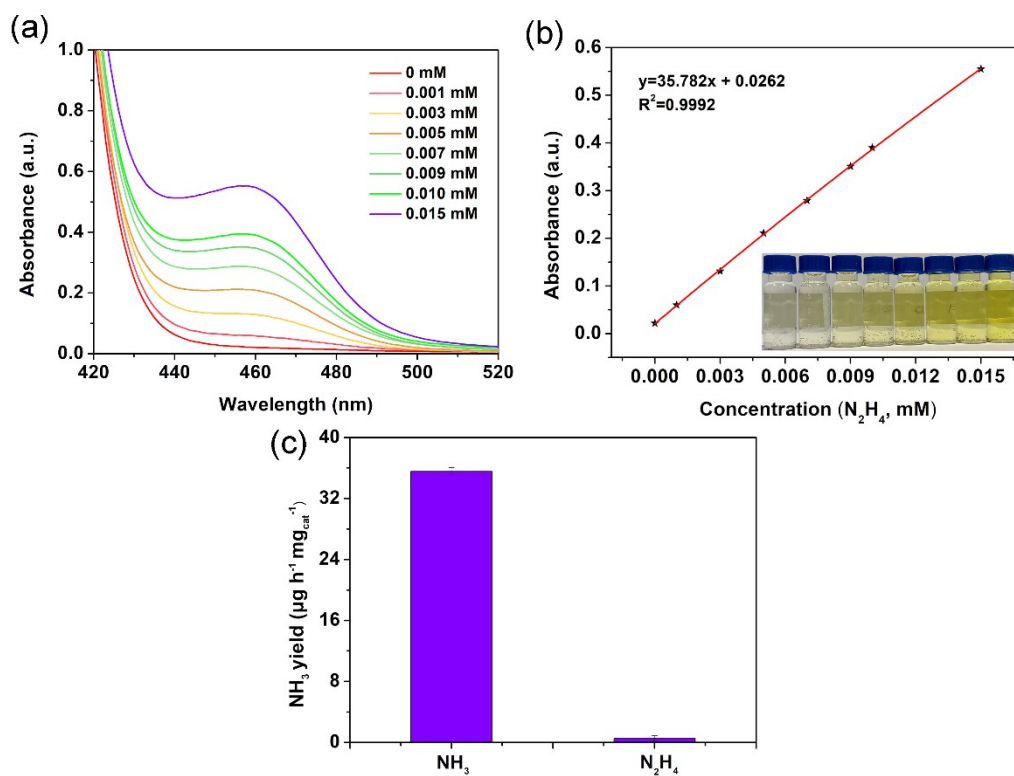 (a)
1.0
0.8
0.6
0.4
0.2
0.0
Absorbance (a.u.)
0 mM
0.001 mM
0.003 mM
0.005 mM
0.007 mM
0.009 mM
0.010 mM
0.015 mM
420 440 460 480 500 520
Wavelength (nm)
(b)
0.6
0.5
0.4
0.3
0.2
0.1
0.0
Absorbance (a.u.)
y=35.782x + 0.0262
R²=0.9992
0.000 0.003 0.006 0.009 0.012 0.015
Concentration (N₂H₄, mM)
(c)
40
32
24
16
8
0
NH₃ yield (µg h⁻¹ mg_cat⁻¹)
NH₃ N₂H₄